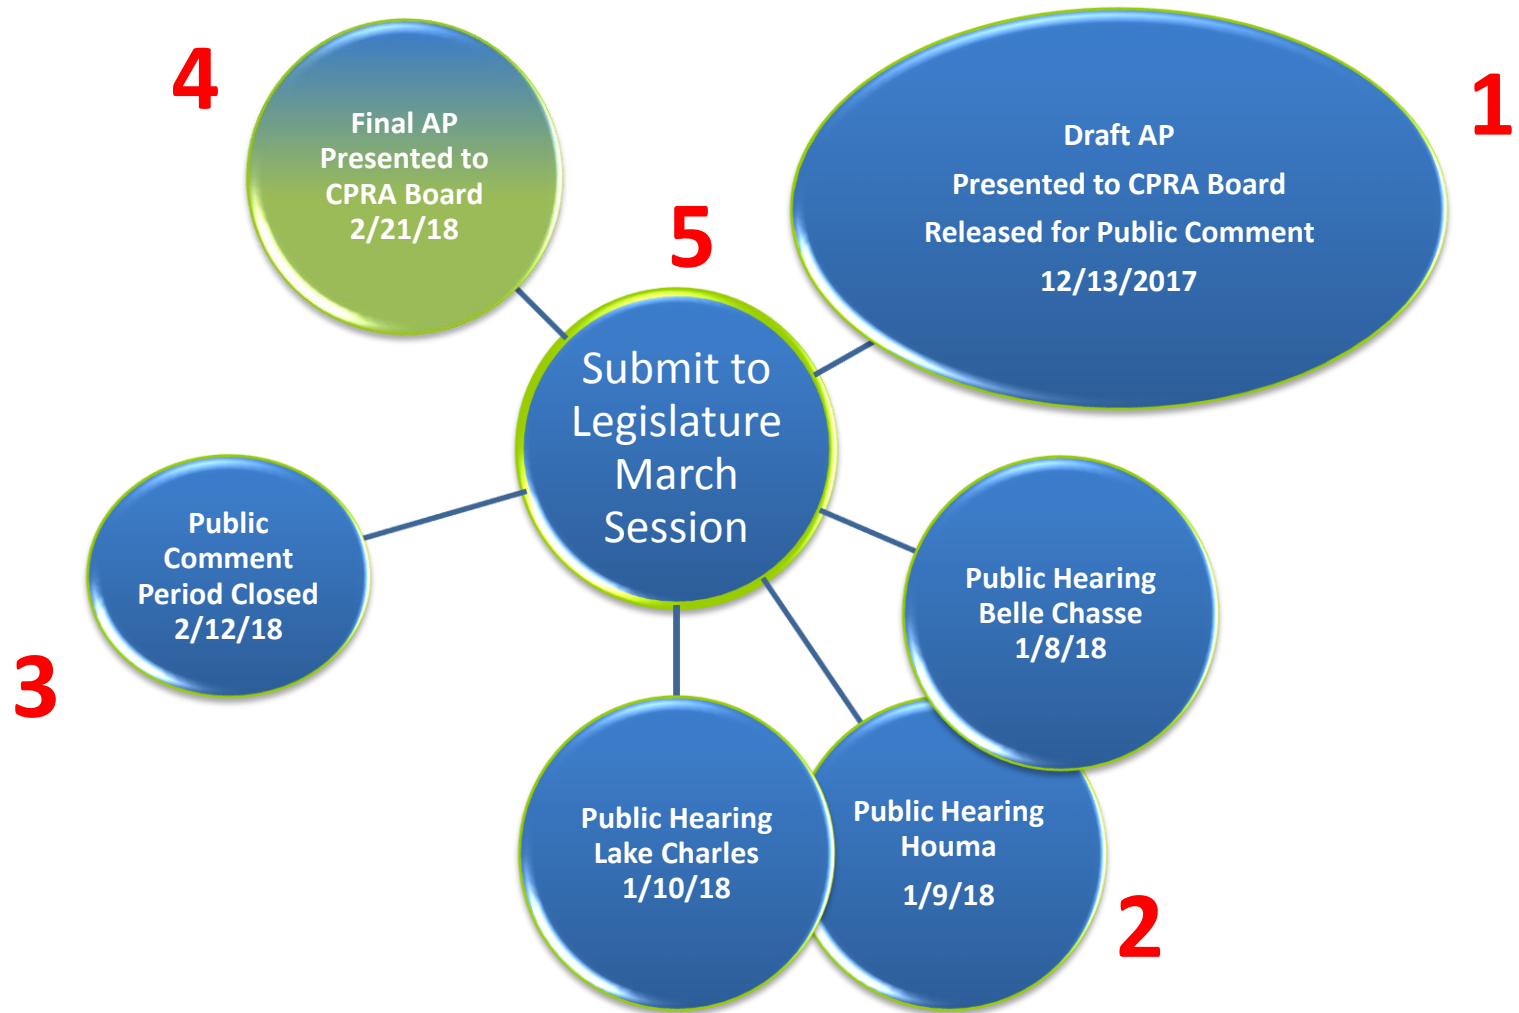 1
Draft AP
Presented to CPRA Board
Released for Public Comment
12/13/2017
2
Public Hearing
Belle Chasse
1/8/18
Public Hearing
Houma
1/9/18
Public Hearing
Lake Charles
1/10/18
3
Public
Comment
Period Closed
2/12/18
4
Final AP
Presented to
CPRA Board
2/21/18
5
Submit to
Legislature
March
Session